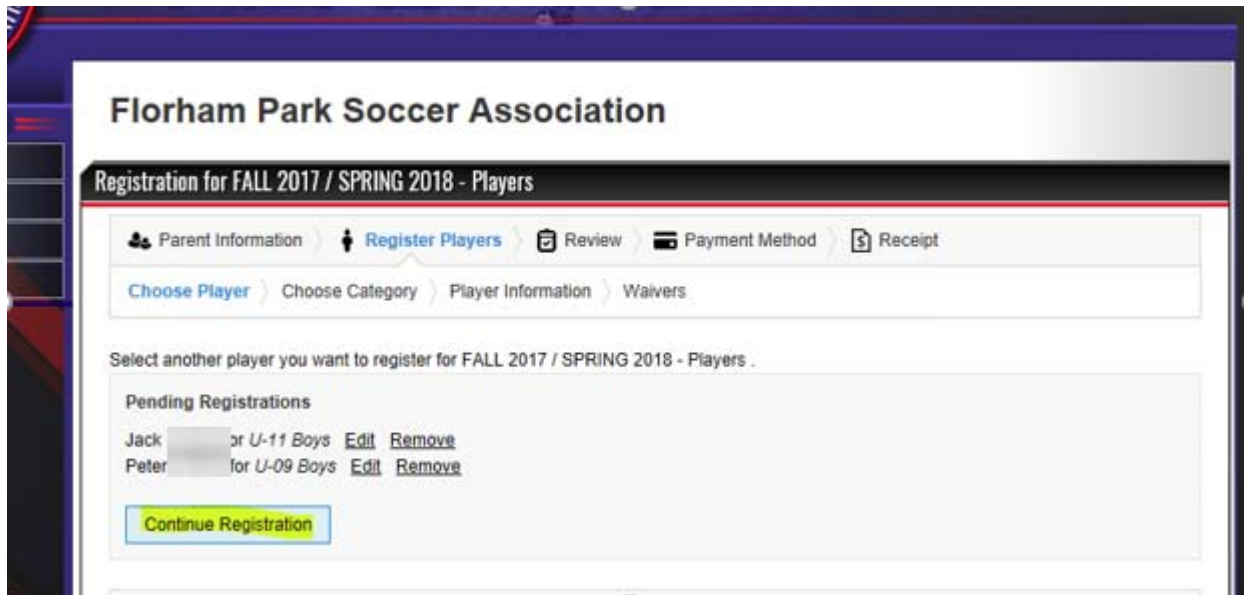 Florham Park Soccer Association
Registration for FALL 2017 / SPRING 2018 - Players
Parent Information Register Players Review Payment Method Receipt
Choose Player Choose Category Player Information Waivers
Select another player you want to register for FALL 2017 / SPRING 2018 - Players .
Pending Registrations
Jack or U-11 Boys Edit Remove
Peter for U-09 Boys Edit Remove
Continue Registration